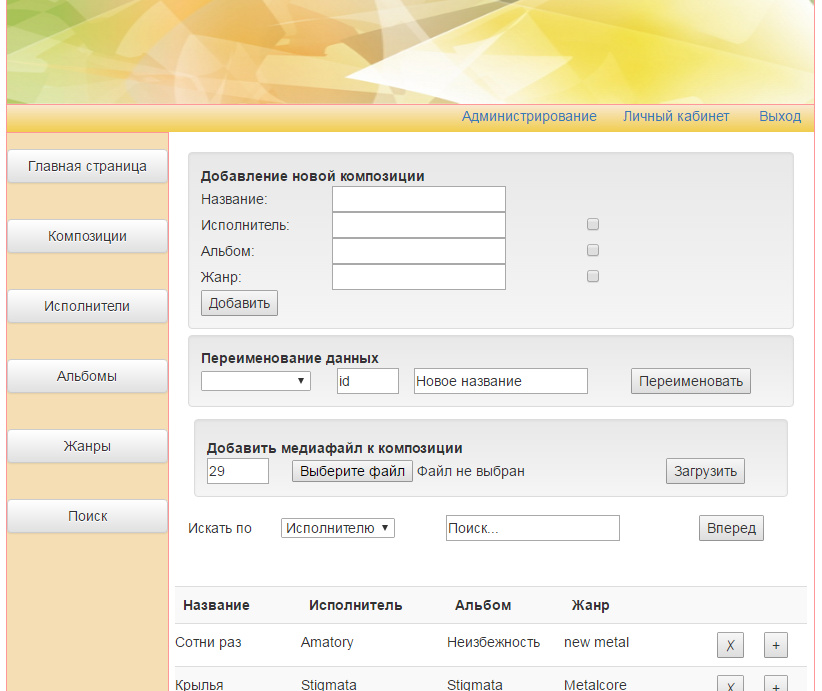 Администрирование Личный кабинет Выход
Главная страница
Композиции
Исполнители
Альбомы
Жанры
Поиск
Добавление новой композиции
Название:
Исполнитель:
Альбом:
Жанр:
Добавить
Переименование данных
id Новое название Переименовать
Добавить медиафайл к композиции
29 Выберите файл Файл не выбран Загрузить
Искать по Исполнителю Поиск... Вперед
Название Исполнитель Альбом Жанр
Сотни раз Amatory Неизбежность new metal X +
Крылья Stigmata Stigmata Metalcore X +